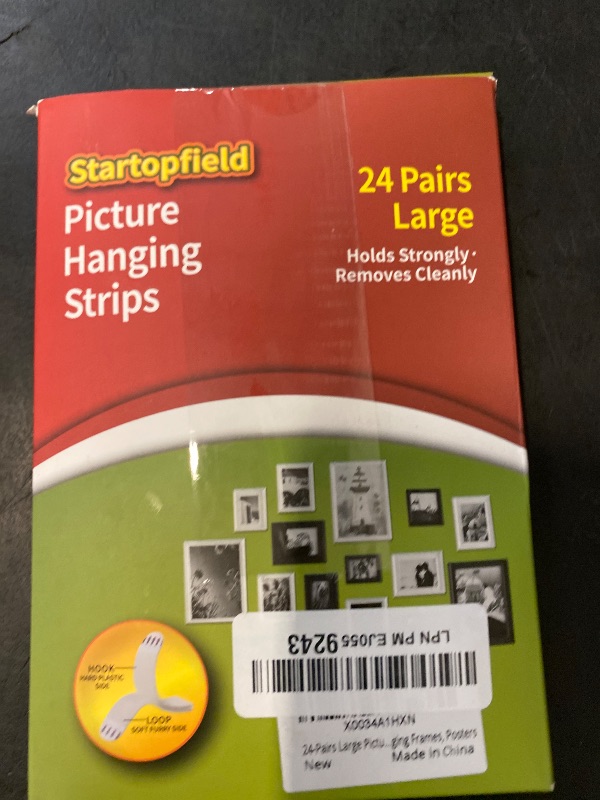 Startopfield
Picture
Hanging
Strips
24 Pairs
Large
Holds Strongly·
Removes Cleanly
HOOK
HARD PLASTIC
SIDE
LOOP
SOFT FURRY SIDE
LPN PM EJ055 9243
X0034A1HXN
24-Pairs Large Pictu...ging Frames, Posters
New
Made in China